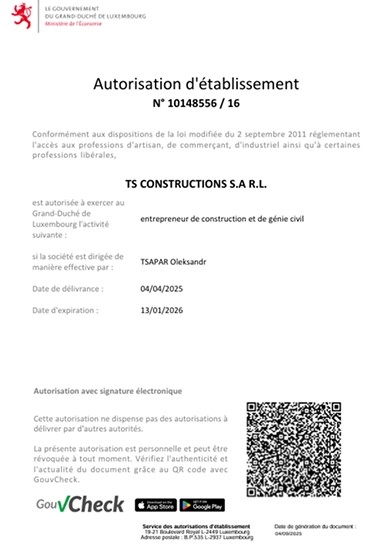 LE GOUVERNEMENT
DU GRAND-DUCHÉ DE LUXEMBOURG
Ministère de l'Économie
Autorisation d'établissement
N° 10148556 / 16
Conformément aux dispositions de la loi modifiée du 2 septembre 2011 réglementant
l'accès aux professions d'artisan, de commerçant, d'industriel ainsi qu'à certaines
professions libérales,
TS CONSTRUCTIONS S.A R.L.
est autorisée à exercer au
Grand-Duché de
Luxembourg l'activité
suivante :
entrepreneur de construction et de génie civil
si la société est dirigée de
manière effective par :
TSAPAR Oleksandr
Date de délivrance :
04/04/2025
Date d'expiration :
13/01/2026
Autorisation avec signature électronique
Cette autorisation ne dispense pas des autorisations à
délivrer par d'autres autorités.
La présente autorisation est personnelle et peut être
révoquée à tout moment. Vérifiez l'authenticité et
l'actualité du document grâce au QR code avec
GouvCheck.
GouvCheck
Download on the
App Store
GET IT ON
Google Play
Service des autorisations d'établissement
19-21 Boulevard Royal L-2449 Luxembourg
Adresse postale : B.P.535 L-2937 Luxembourg
Date de génération du document :
04/09/2025